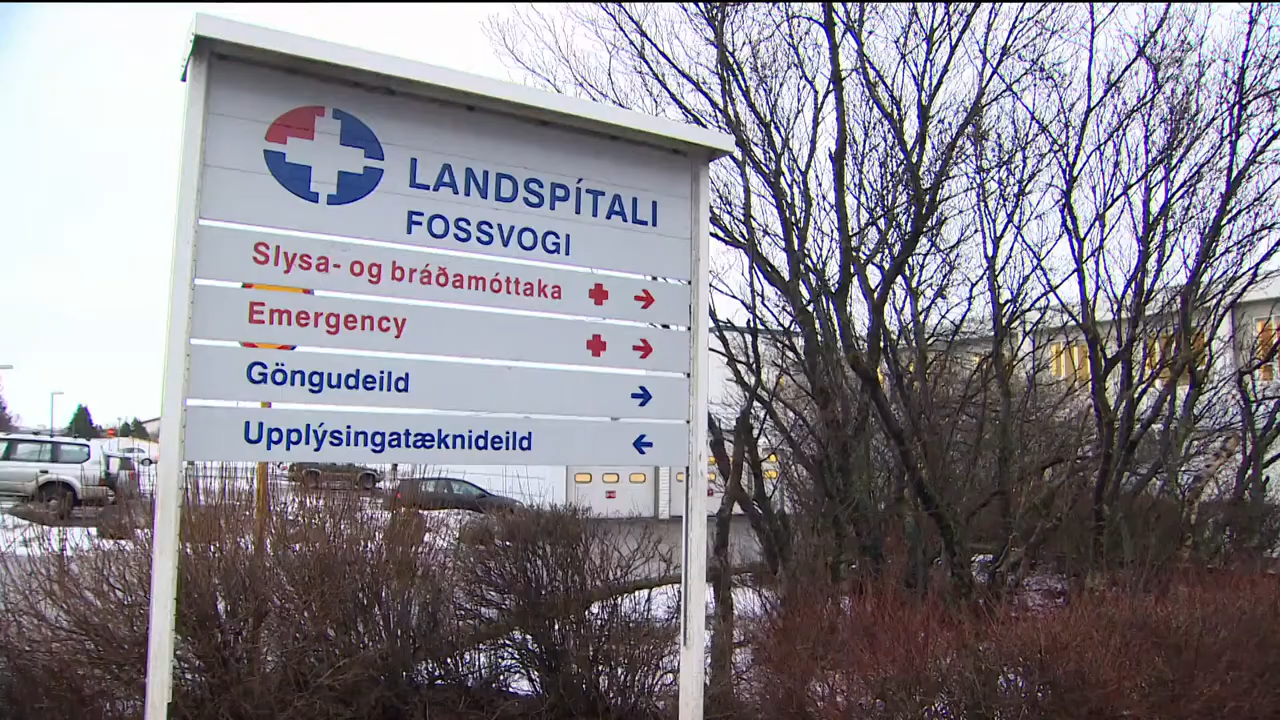 LANDSPÍTALI
FOSSVOGI
Slysa- og bráðamóttaka
Emergency
Göngudeild
Upplýsingatæknideild